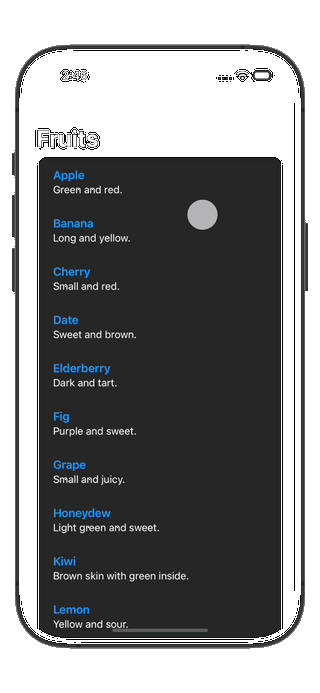 Fruits
Apple
Green and red.
Banana
Long and yellow.
Cherry
Small and red.
Date
Sweet and brown.
Elderberry
Dark and tart.
Fig
Purple and sweet.
Grape
Small and juicy.
Honeydew
Light green and sweet.
Kiwi
Brown skin with green inside.
Lemon
Yellow and sour.